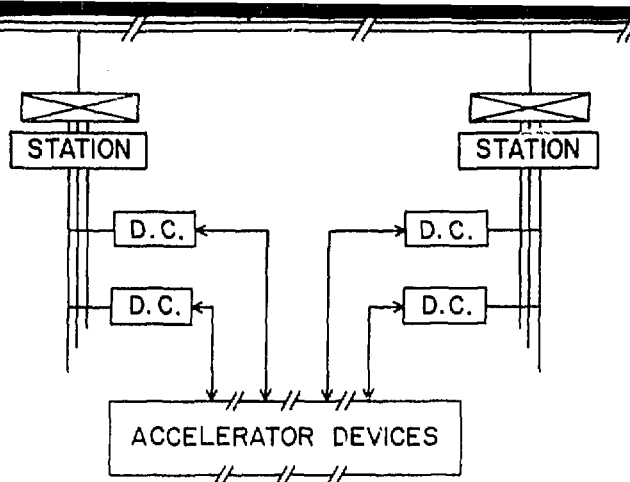 STATION STATION
D.C. D.C.
D.C. D.C.
ACCELERATOR DEVICES